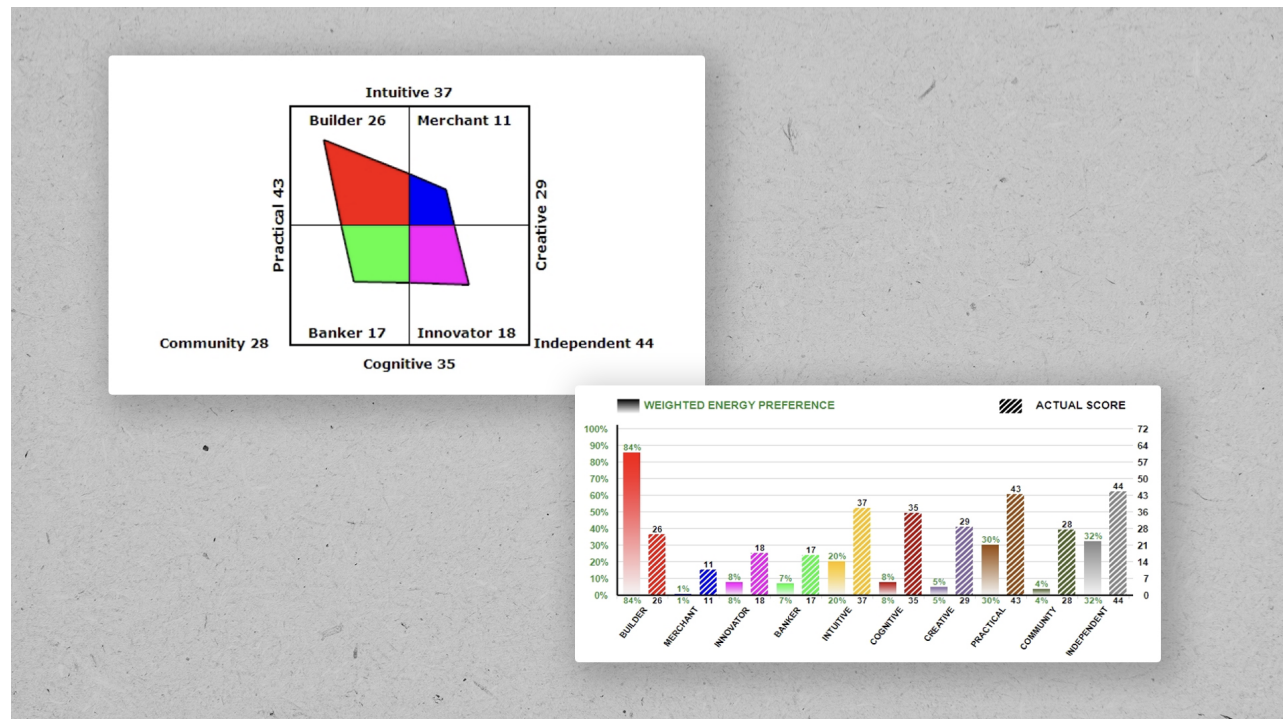 Intuitive 37
Builder 26 Merchant 11
Practical 43
Creative 29
Banker 17 Innovator 18
Community 28
Independent 44
Cognitive 35
WEIGHTED ENERGY PREFERENCE
ACTUAL SCORE
100% 72
90% 64
80% 57
70% 50
60% 43
50% 36
40% 28
30% 21
20% 14
10% 7
0% 0
84% 26 1% 11 8% 18 7% 17 20% 37 8% 35 5% 29 30% 43 4% 28 32% 44
84% 26 1% 11 8% 18 7% 17 20% 37 8% 35 5% 29 30% 43 4% 28 32% 44
BUILDER
MERCHANT
INNOVATOR
BANKER
INTUITIVE
COGNITIVE
CREATIVE
PRACTICAL
COMMUNITY
INDEPENDENT